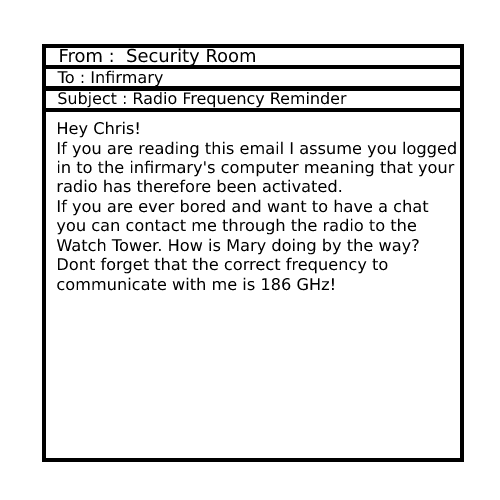 From :  Security Room
To : Infirmary
Subject : Radio Frequency Reminder
Hey Chris!
If you are reading this email I assume you logged
in to the infirmary's computer meaning that your
radio has therefore been activated.
If you are ever bored and want to have a chat
you can contact me through the radio to the
Watch Tower. How is Mary doing by the way?
Dont forget that the correct frequency to
communicate with me is 186 GHz!